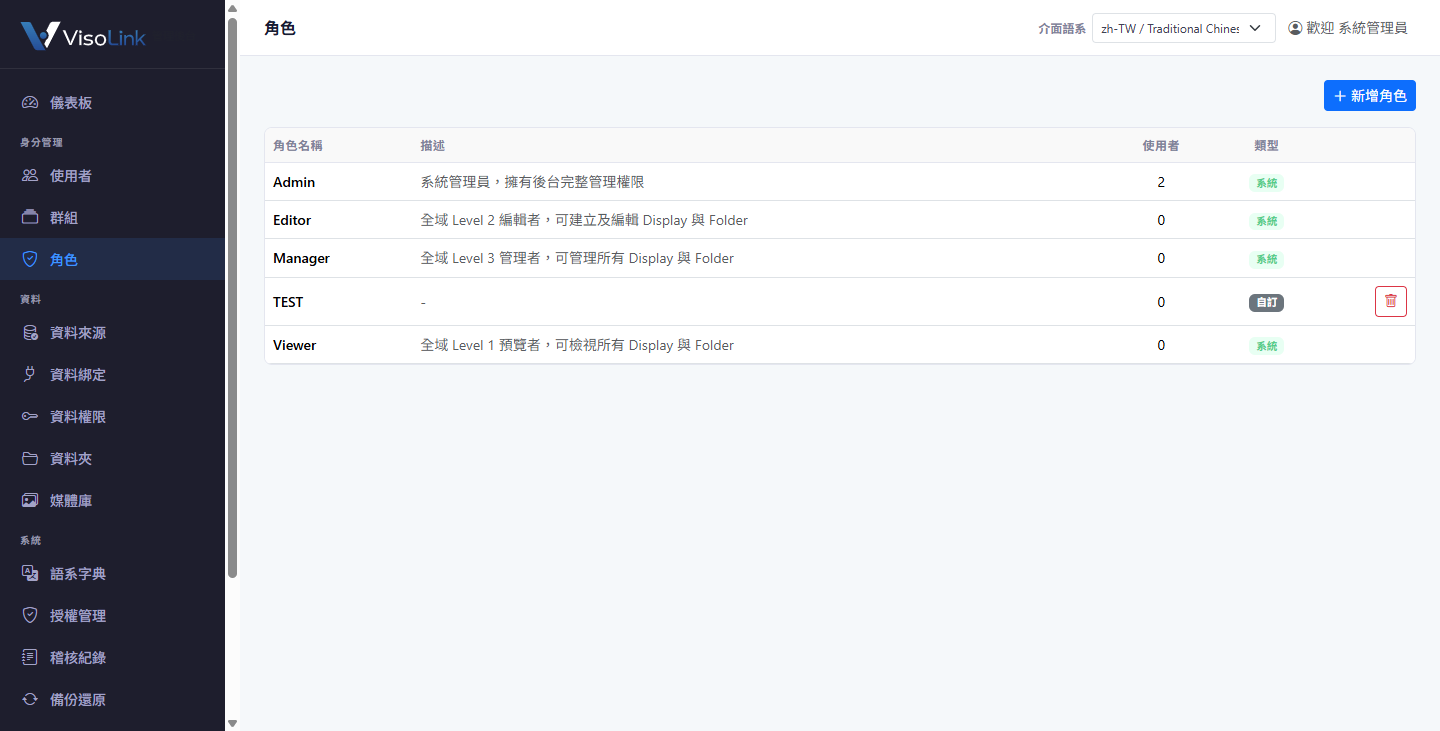 VisoLink
儀表板
身分管理
使用者
群組
角色
資料
資料來源
資料綁定
資料權限
資料夾
媒體庫
系統
語系字典
授權管理
稽核紀錄
備份還原
角色
介面語系 zh-TW / Traditional Chines 歡迎 系統管理員
+ 新增角色
角色名稱 描述 使用者 類型
Admin 系統管理員，擁有後台完整管理權限 2 系統
Editor 全域 Level 2 編輯者，可建立及編輯 Display 與 Folder 0 系統
Manager 全域 Level 3 管理者，可管理所有 Display 與 Folder 0 系統
TEST - 0 自訂
Viewer 全域 Level 1 預覽者，可檢視所有 Display 與 Folder 0 系統